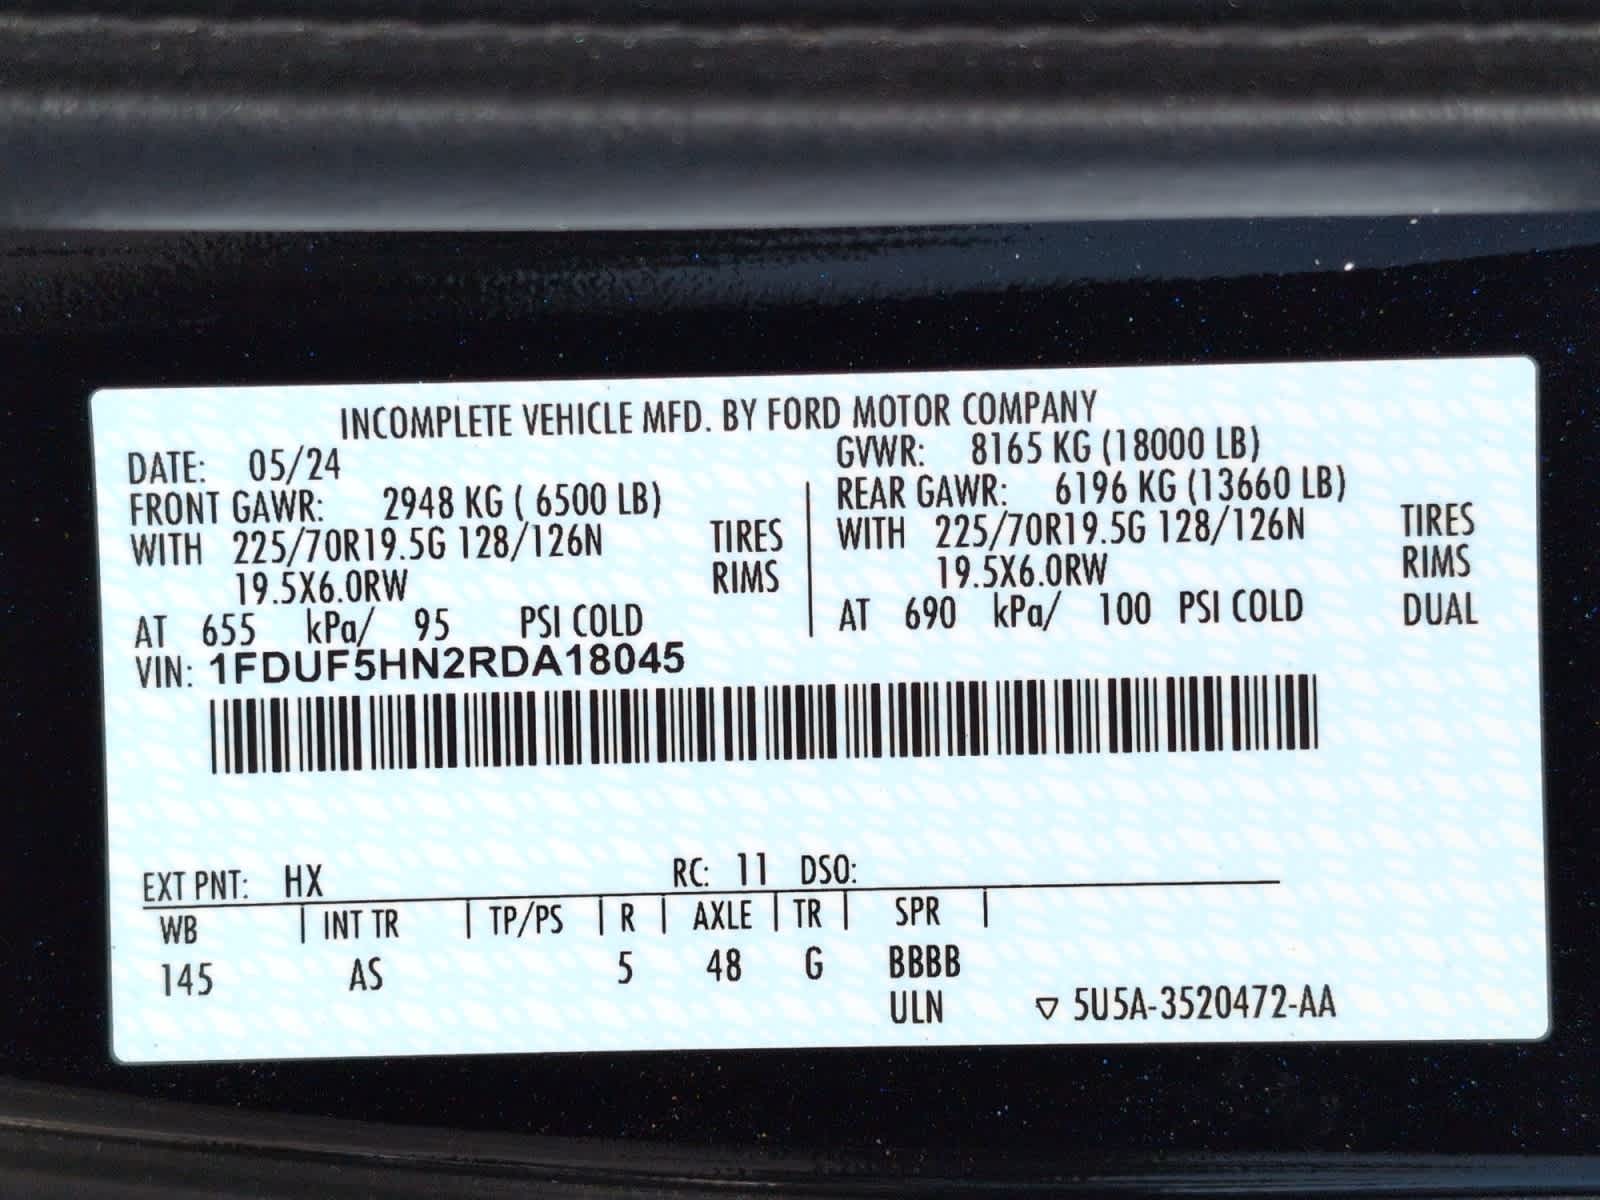 INCOMPLETE VEHICLE MFD. BY FORD MOTOR COMPANY
DATE: 05/24
GVWR: 8165 KG (18000 LB)
FRONT GAWR: 2948 KG ( 6500 LB)
REAR GAWR: 6196 KG (13660 LB)
WITH 225/70R19.5G 128/126N TIRES
WITH 225/70R19.5G 128/126N TIRES
19.5X6.0RW RIMS
19.5X6.0RW RIMS
AT 655 kPa/ 95 PSI COLD
AT 690 kPa/ 100 PSI COLD DUAL
VIN: 1FDUF5HN2RDA18045
EXT PNT: HX RC: 11 DSO:
WB | INT TR | TP/PS | R | AXLE | TR | SPR |
145 AS 5 48 G BBBB
ULN ▽ 5U5A-3520472-AA